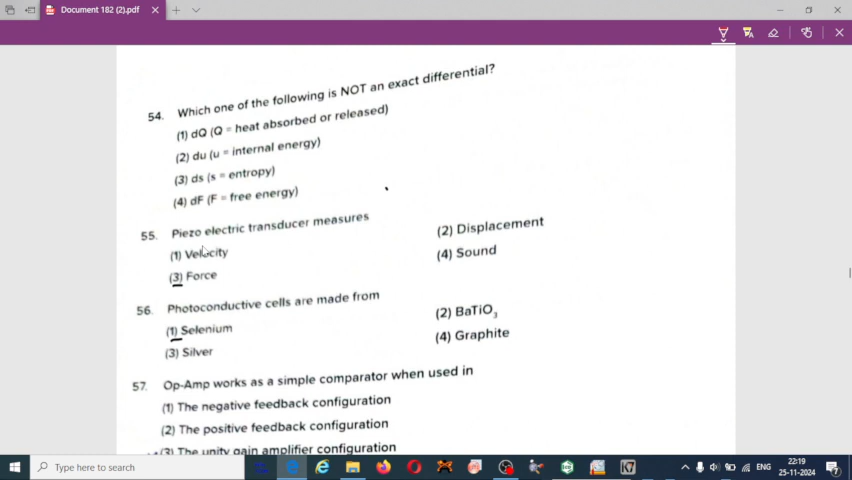 Document 182 (2).pdf
54. Which one of the following is NOT an exact differential?
(1) dQ (Q = heat absorbed or released)
(2) du (u = internal energy)
(3) ds (s = entropy)
(4) dF (F = free energy)
55. Piezo electric transducer measures
(1) Velocity (2) Displacement
(3) Force (4) Sound
56. Photoconductive cells are made from
(1) Selenium (2) BaTiO₃
(3) Silver (4) Graphite
57. Op-Amp works as a simple comparator when used in
(1) The negative feedback configuration
(2) The positive feedback configuration
(3) The unity gain amplifier configuration
Type here to search
ENG
22:19
25-11-2024